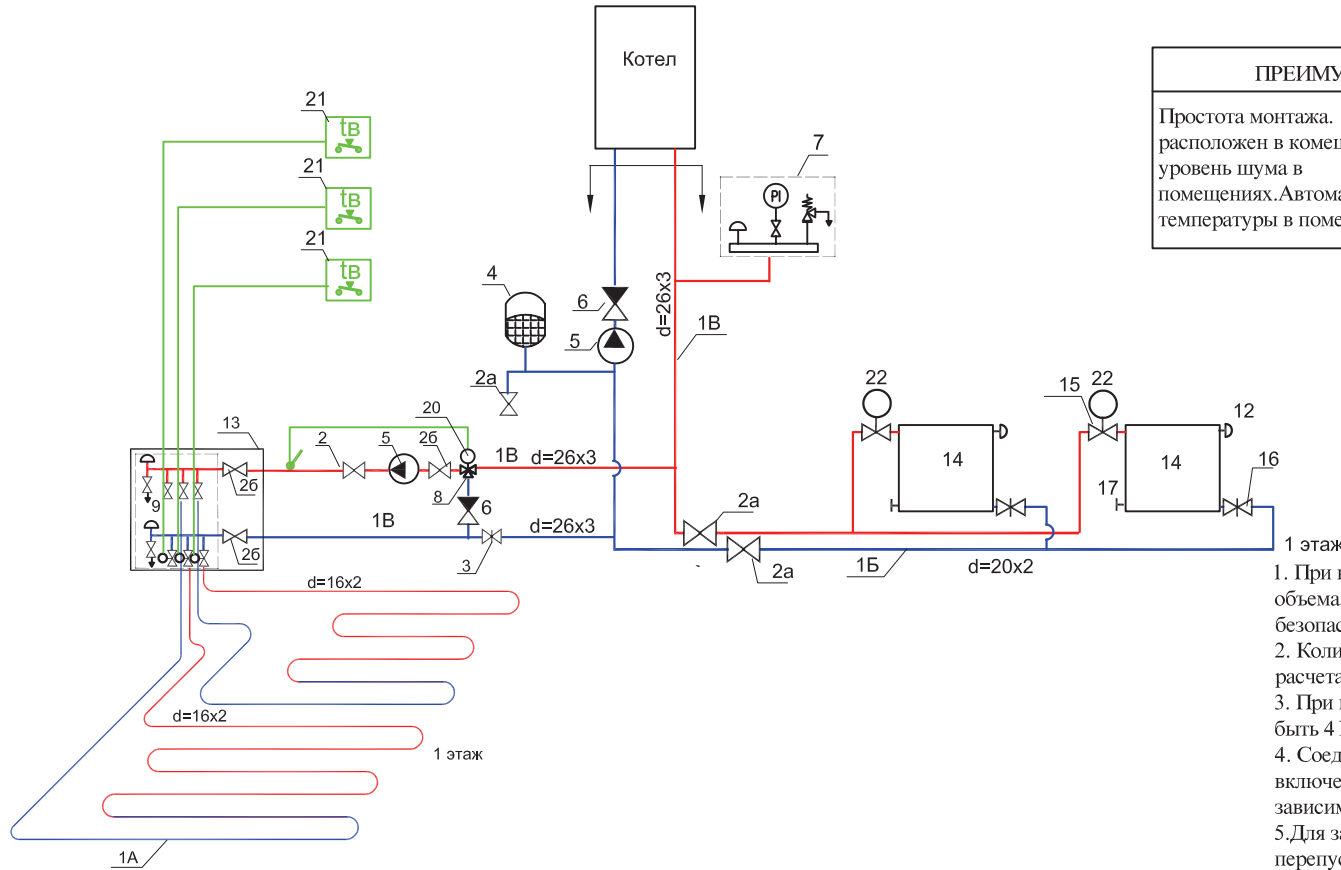 Котел
ПРЕИМУ
Простота монтажа.
расположен в комещ
уровень шума в
помещениях.Автома
температуры в поме
21
tв
21
tв
21
tв
7
PI
4
6
5
d=26x3
1В
2а
22
15
22
12
13
2
5
2б
20
1В
d=26x3
14
14
16
17
2б
9
8
6
1В
d=26x3
2а
2б
3
2а
1Б
d=20x2
1 этаж
d=16x2
d=16x2
1 этаж
1А
1. При
объема
безопас
2. Коли
расчета
3. При
быть 4
4. Соед
включе
зависим
5.Для за
перепус